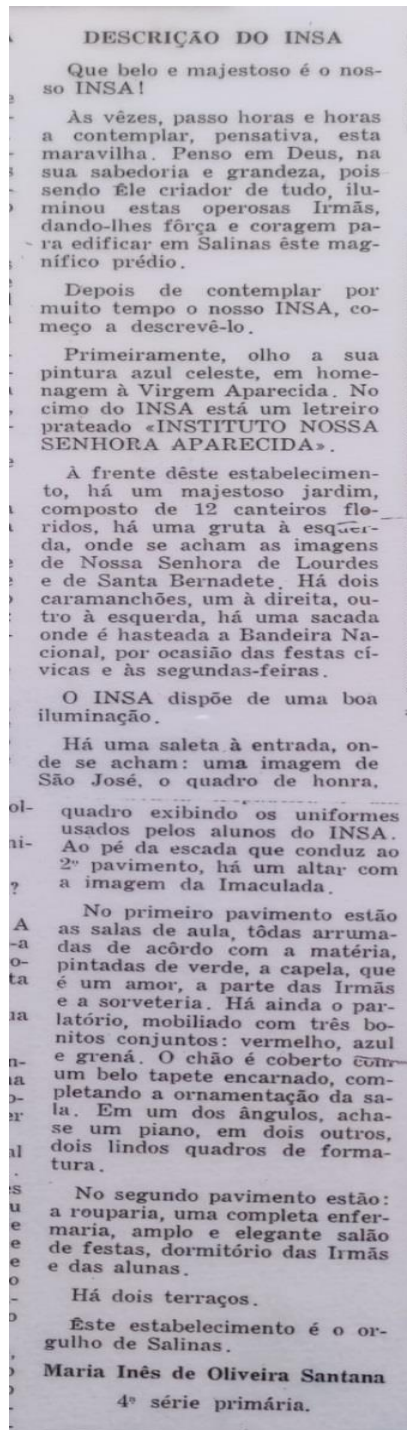 DESCRIÇÃO DO INSA
Que belo e majestoso é o nos-
so INSA!
Às vêzes, passo horas e horas
a contemplar, pensativa, esta
maravilha. Penso em Deus, na
sua sabedoria e grandeza, pois
sendo Êle criador de tudo, ilu-
minou estas operosas Irmãs,
dando-lhes fôrça e coragem pa-
ra edificar em Salinas êste mag-
nífico prédio.
Depois de contemplar por
muito tempo o nosso INSA, co-
meço a descrevê-lo.
Primeiramente, olho a sua
pintura azul celeste, em home-
nagem à Virgem Aparecida. No
cimo do INSA está um letreiro
prateado «INSTITUTO NOSSA
SENHORA APARECIDA».
À frente dêste estabelecimen-
to, há um majestoso jardim,
composto de 12 canteiros flo-
ridos, há uma gruta à esquer-
da, onde se acham as imagens
de Nossa Senhora de Lourdes
e de Santa Bernadete. Há dois
caramanchões, um à direita, ou-
tro à esquerda, há uma sacada
onde é hasteada a Bandeira Na-
cional, por ocasião das festas cí-
vicas e às segundas-feiras.
O INSA dispõe de uma boa
iluminação.
Há uma saleta à entrada, on-
de se acham: uma imagem de
São José, o quadro de honra,
quadro exibindo os uniformes
usados pelos alunos do INSA.
Ao pé da escada que conduz ao
2º pavimento, há um altar com
a imagem da Imaculada.
No primeiro pavimento estão
as salas de aula, tôdas arruma-
das de acôrdo com a matéria,
pintadas de verde, a capela, que
é um amor, a parte das Irmãs
e a sorveteria. Há ainda o par-
latório, mobiliado com três bo-
nitos conjuntos: vermelho, azul
e grená. O chão é coberto com
um belo tapete encarnado, com-
pletando a ornamentação da sa-
la. Em um dos ângulos, acha-
se um piano, em dois outros,
dois lindos quadros de forma-
tura.
No segundo pavimento estão:
a rouparia, uma completa enfer-
maria, amplo e elegante salão
de festas, dormitório das Irmãs
e das alunas.
Há dois terraços.
Êste estabelecimento é o or-
gulho de Salinas.
Maria Inês de Oliveira Santana
4ª série primária.